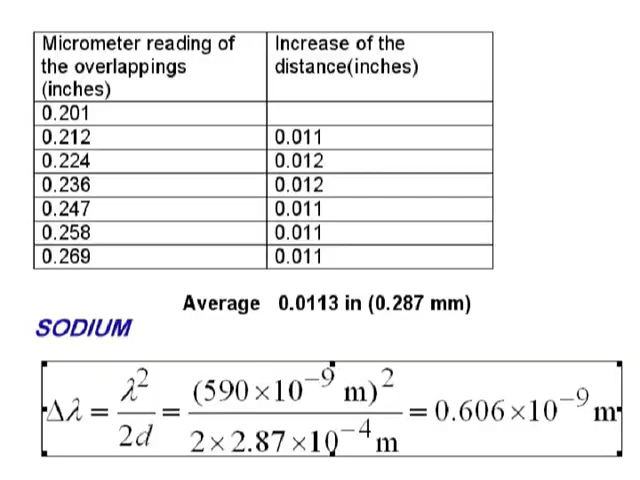 Micrometer reading of the overlappings (inches) | Increase of the distance(inches)
0.201
0.212 | 0.011
0.224 | 0.012
0.236 | 0.012
0.247 | 0.011
0.258 | 0.011
0.269 | 0.011
Average 0.0113 in (0.287 mm)
SODIUM
Δλ = λ²/2d = (590×10⁻⁹ m)²/2×2.87×10⁻⁴m = 0.606×10⁻⁹m